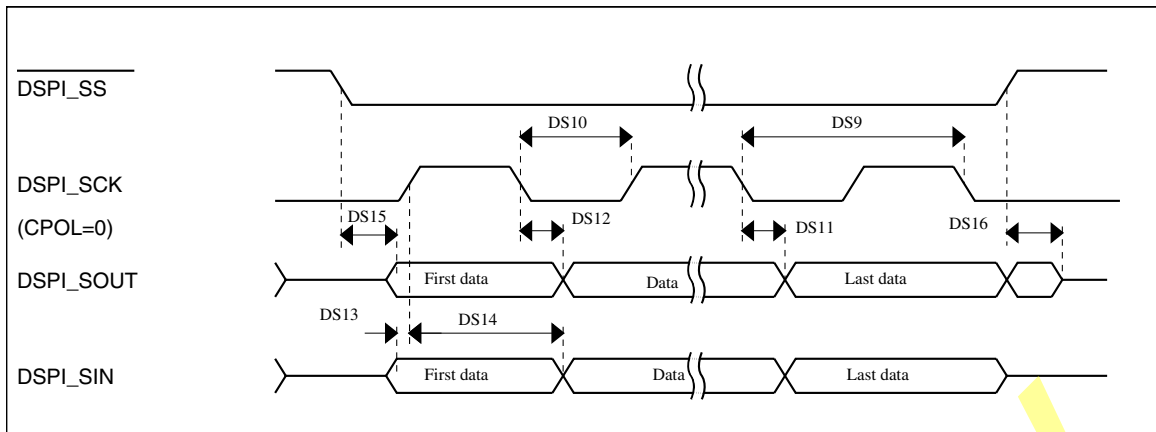 DSPI_SS
DS10 DS9
DSPI_SCK
(CPOL=0)
DS15 DS12 DS11 DS16
DSPI_SOUT First data Data Last data
DS13 DS14
DSPI_SIN First data Data Last data